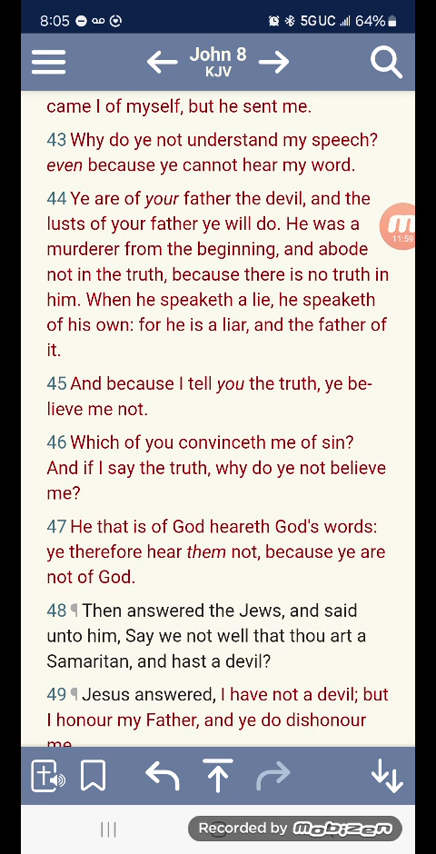 8:05 5G UC 64%
John 8
KJV
came I of myself, but he sent me.
43 Why do ye not understand my speech?
even because ye cannot hear my word.
44 Ye are of your father the devil, and the
lusts of your father ye will do. He was a
murderer from the beginning, and abode
not in the truth, because there is no truth in
him. When he speaketh a lie, he speaketh
of his own: for he is a liar, and the father of
it.
11:59
45 And because I tell you the truth, ye be-
lieve me not.
46 Which of you convinceth me of sin?
And if I say the truth, why do ye not believe
me?
47 He that is of God heareth God's words:
ye therefore hear them not, because ye are
not of God.
48 ¶ Then answered the Jews, and said
unto him, Say we not well that thou art a
Samaritan, and hast a devil?
49 ¶ Jesus answered, I have not a devil; but
I honour my Father, and ye do dishonour
me.
Recorded by MOBIZEN